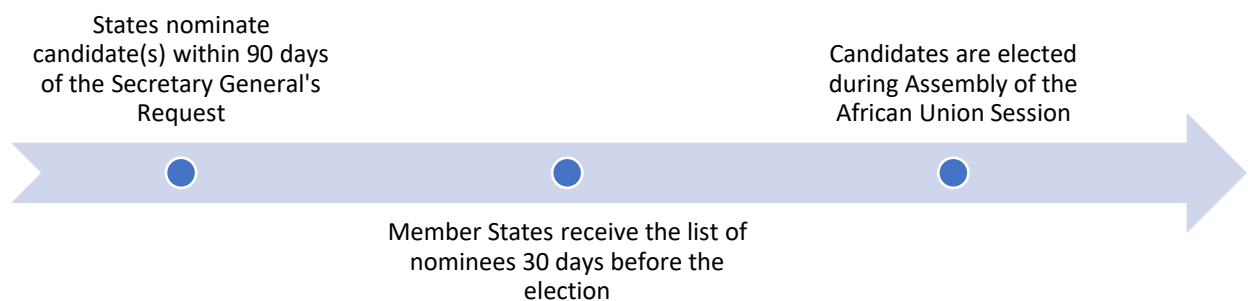 States nominate
candidate(s) within 90 days
of the Secretary General's
Request
Member States receive the list of
nominees 30 days before the
election
Candidates are elected
during Assembly of the
African Union Session